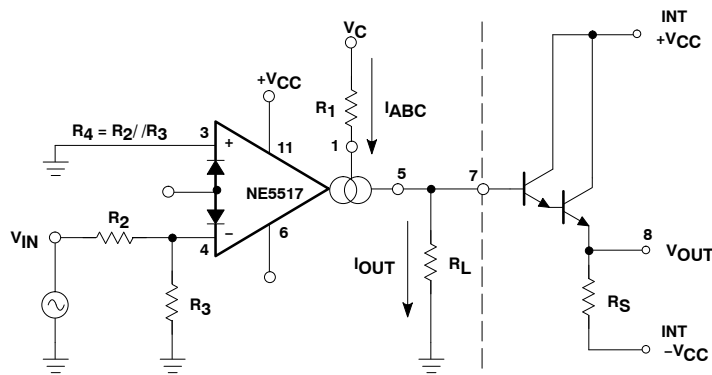 INT
+VCC
VC
+VCC
R1
IABC
R4 = R2/ /R3
3
+
11
1
NE5517
5
7
R2
VIN
4
−
6
8
VOUT
IOUT
RL
R3
RS
INT
−VCC